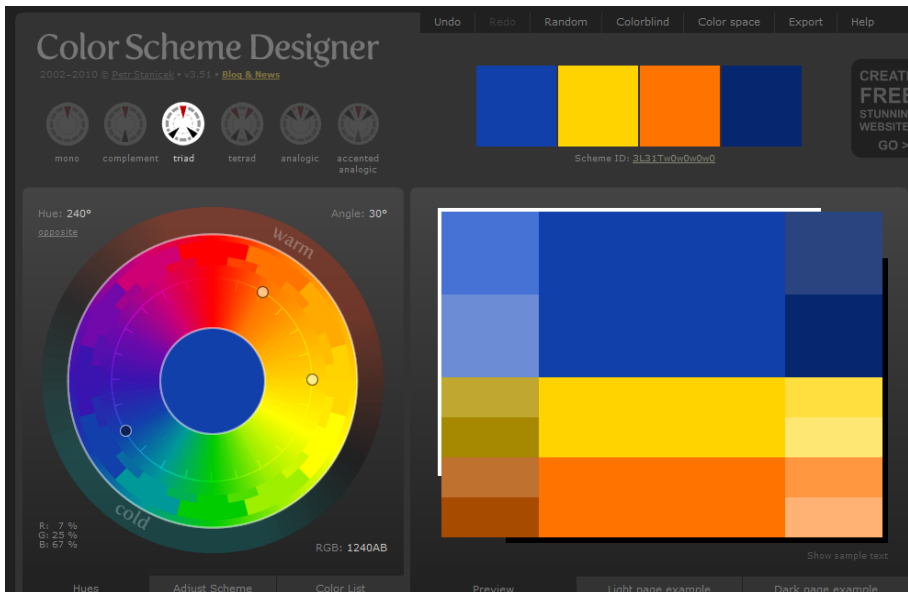 Undo Redo Random Colorblind Color space Export Help
Color Scheme Designer
2002–2010 © Petr Stanicek • v3.51 • Blog & News
mono complement triad tetrad analogic accented
analogic
Scheme ID: 3L31Tw0w0w0w0
CREATE
FREE
STUNNIN
WEBSITE
GO >
Hue: 240° Angle: 30°
opposite
warm
cold
R: 7 %
G: 25 %
B: 67 %
RGB: 1240AB
Show sample text
Hues Adjust Scheme Color List
Preview Light page example Dark page example